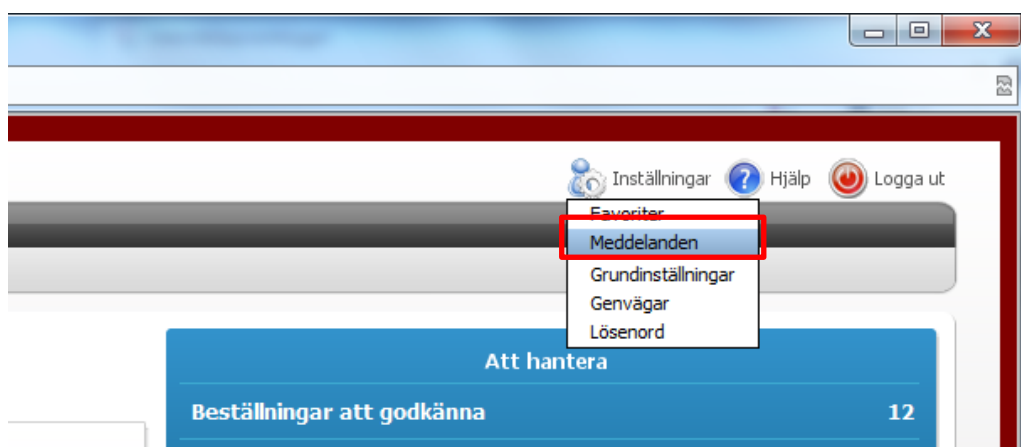 Inställningar Hjälp Logga ut
Favoriter
Meddelanden
Grundinställningar
Genvägar
Lösenord
Att hantera
Beställningar att godkänna 12